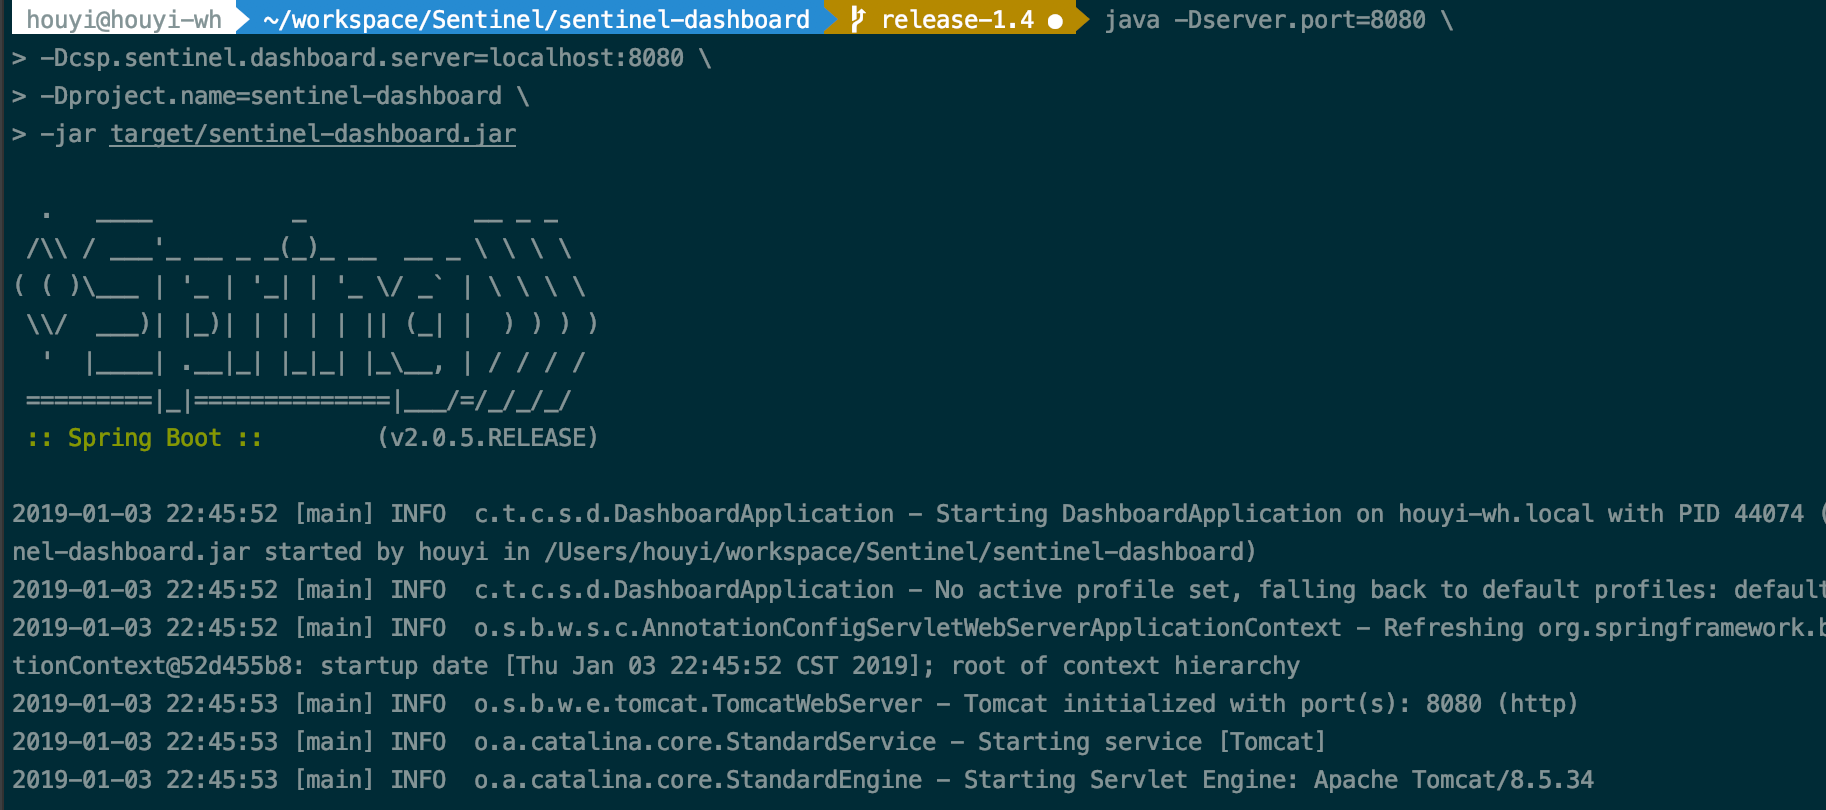 houyi@houyi-wh ~/workspace/Sentinel/sentinel-dashboard release-1.4 ● java -Dserver.port=8080 \
> -Dcsp.sentinel.dashboard.server=localhost:8080 \
> -Dproject.name=sentinel-dashboard \
> -jar target/sentinel-dashboard.jar
  .   ____          _            __ _ _
 /\\ / ___'_ __ _ _(_)_ __  __ _ \ \ \ \
( ( )\___ | '_ | '_| | '_ \/ _` | \ \ \ \
 \\/  ___)| |_)| | | | | || (_| |  ) ) ) )
  '  |____| .__|_| |_|_| |_\__, | / / / /
 =========|_|==============|___/=/_/_/_/
 :: Spring Boot ::        (v2.0.5.RELEASE)
2019-01-03 22:45:52 [main] INFO  c.t.c.s.d.DashboardApplication - Starting DashboardApplication on houyi-wh.local with PID 44074 (
nel-dashboard.jar started by houyi in /Users/houyi/workspace/Sentinel/sentinel-dashboard)
2019-01-03 22:45:52 [main] INFO  c.t.c.s.d.DashboardApplication - No active profile set, falling back to default profiles: default
2019-01-03 22:45:52 [main] INFO  o.s.b.w.s.c.AnnotationConfigServletWebServerApplicationContext - Refreshing org.springframework.b
tionContext@52d455b8: startup date [Thu Jan 03 22:45:52 CST 2019]; root of context hierarchy
2019-01-03 22:45:53 [main] INFO  o.s.b.w.e.tomcat.TomcatWebServer - Tomcat initialized with port(s): 8080 (http)
2019-01-03 22:45:53 [main] INFO  o.a.catalina.core.StandardService - Starting service [Tomcat]
2019-01-03 22:45:53 [main] INFO  o.a.catalina.core.StandardEngine - Starting Servlet Engine: Apache Tomcat/8.5.34